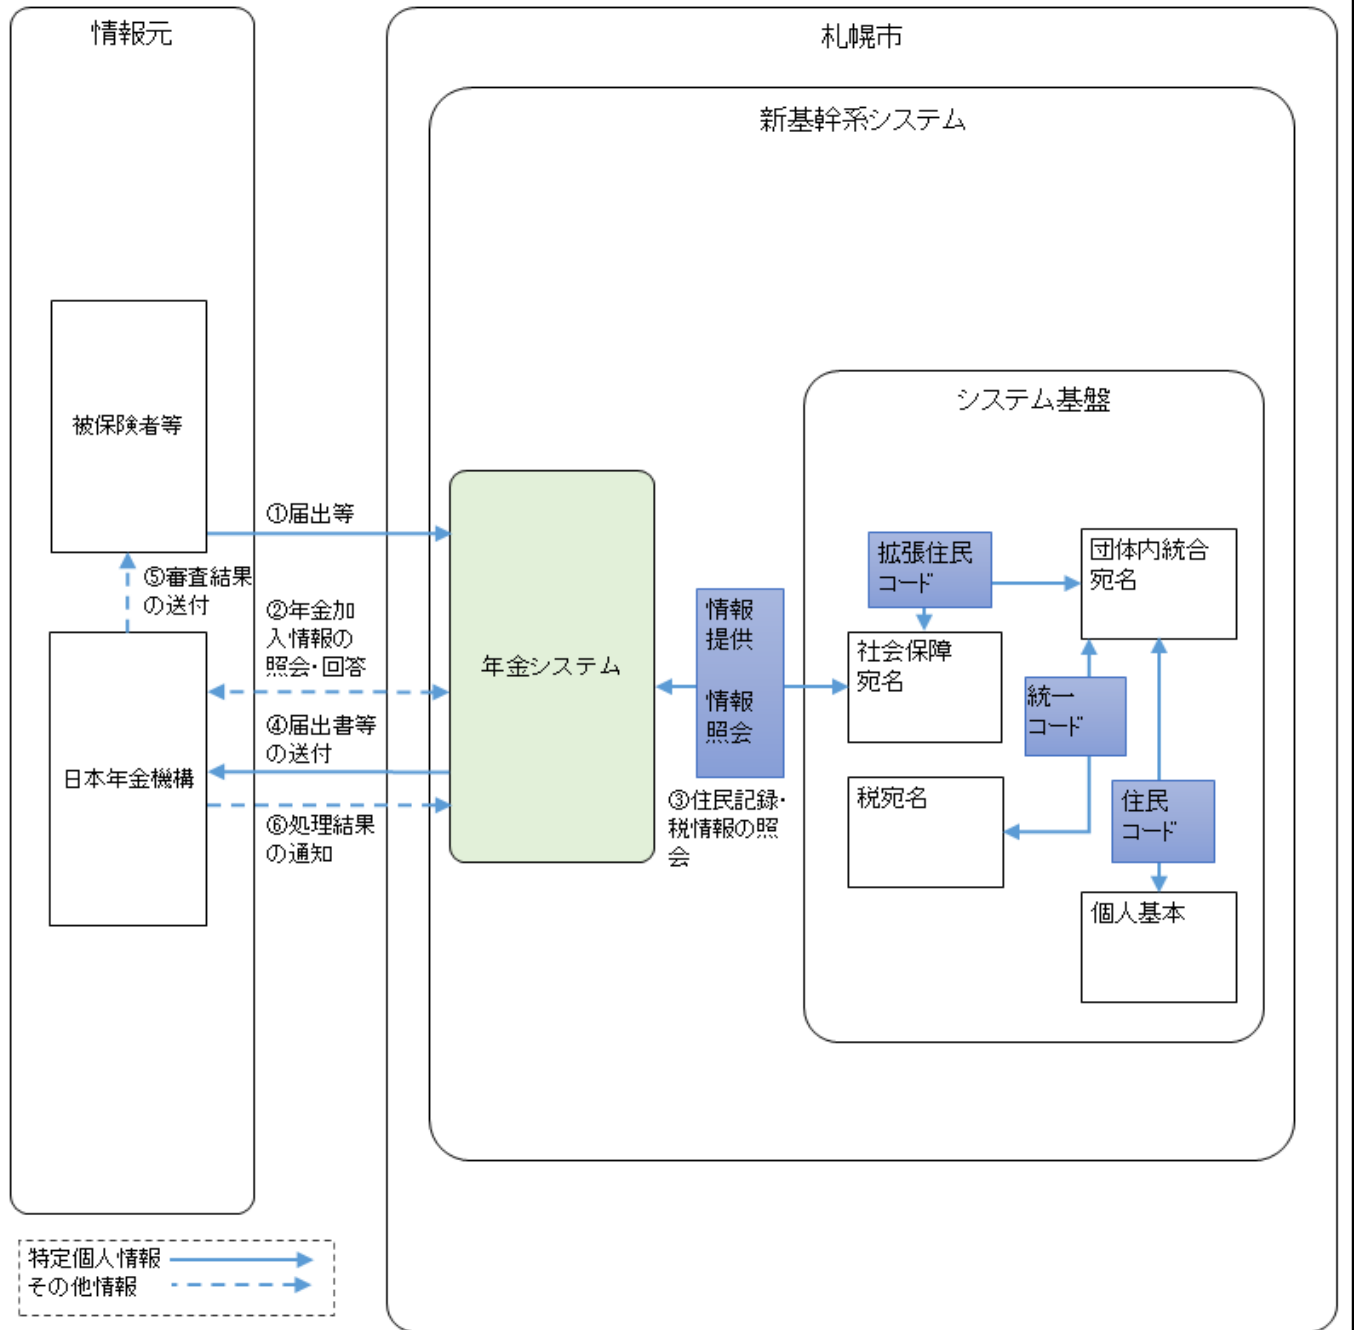 情報元
札幌市
新基幹系システム
システム基盤
被保険者等
①届出等
⑤審査結果
の送付
②年金加
入情報の
照会・回答
④届出書等
の送付
日本年金機構
⑥処理結果
の通知
年金システム
情報
提供
情報
照会
③住民記録・
税情報の照
会
拡張住民
コード
団体内統合
宛名
社会保障
宛名
統一
コード
税宛名
住民
コード
個人基本
特定個人情報
その他情報